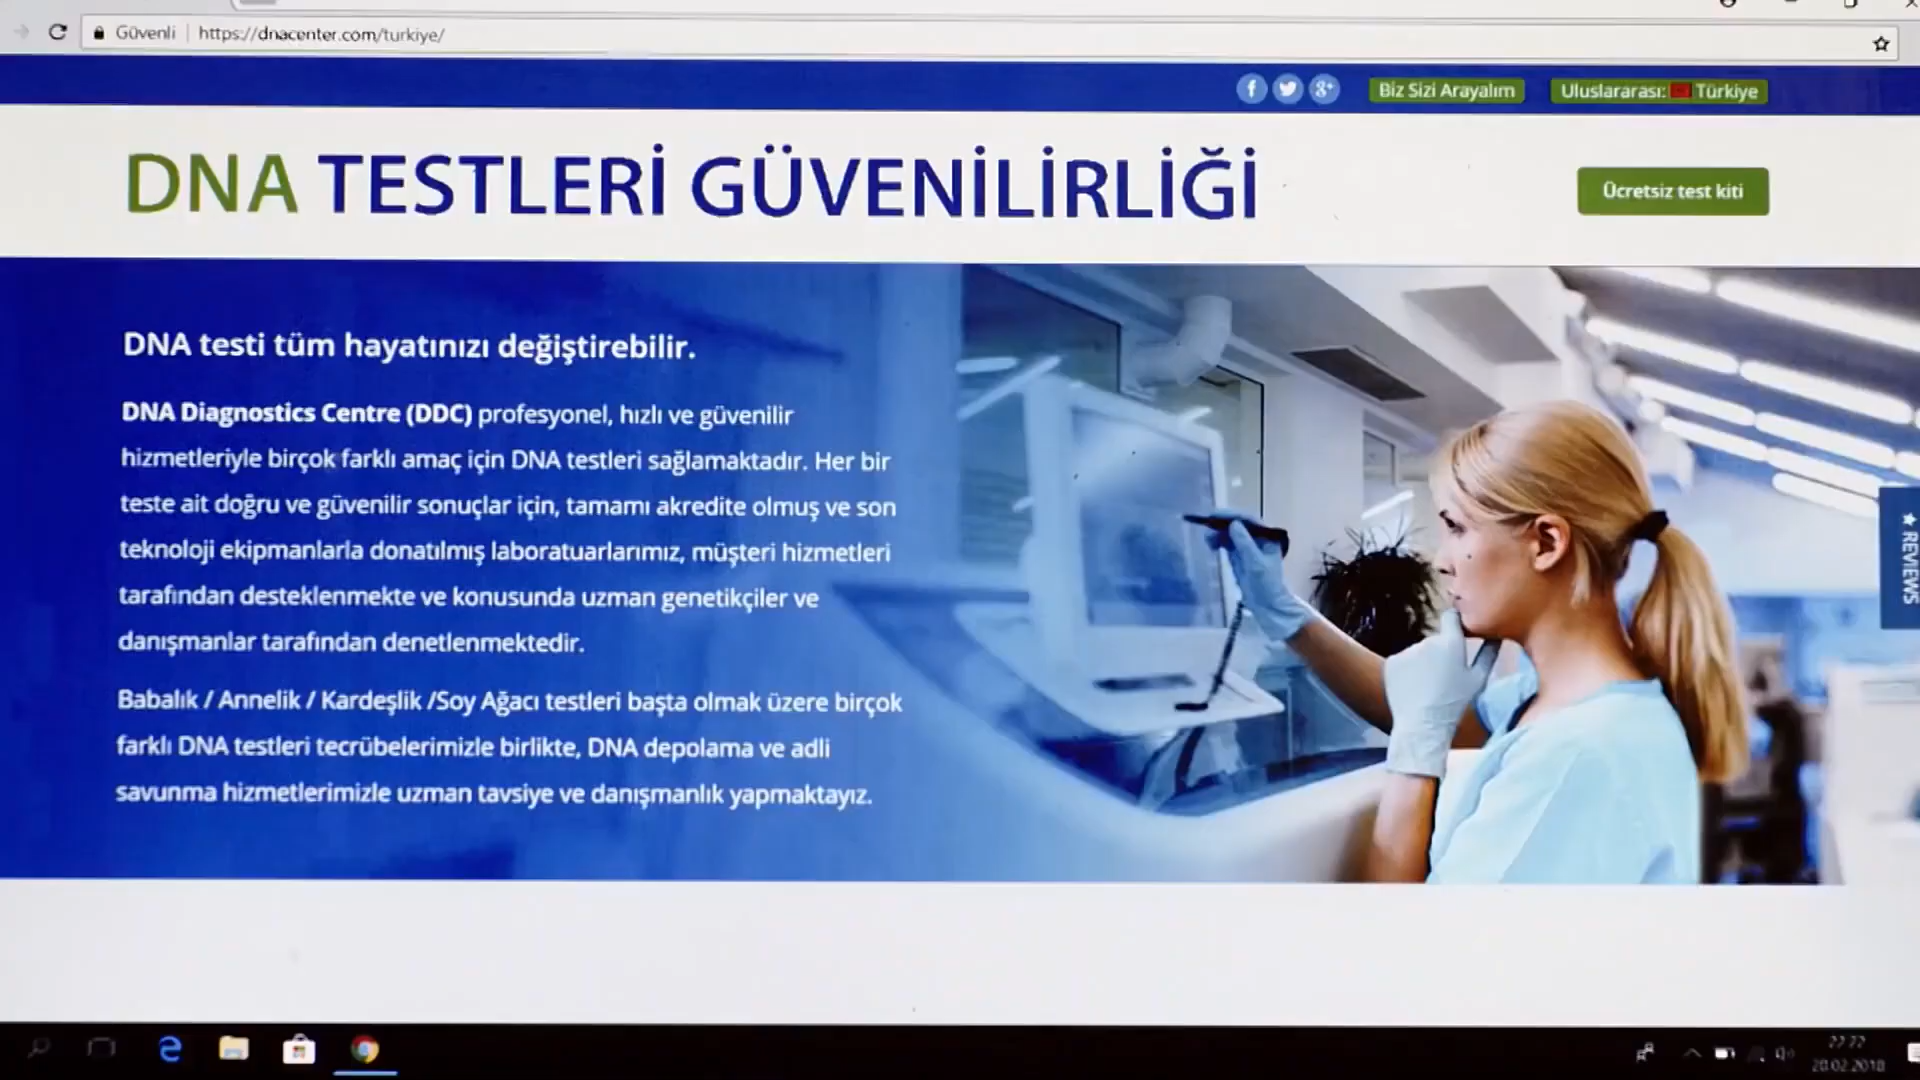 Güvenli
https://dnacenter.com/turkiye/
Biz Sizi Arayalım
Uluslararası: Türkiye
DNA TESTLERİ GÜVENİLİRLİĞİ
Ücretsiz test kiti
DNA testi tüm hayatınızı değiştirebilir.
DNA Diagnostics Centre (DDC) profesyonel, hızlı ve güvenilir
hizmetleriyle birçok farklı amaç için DNA testleri sağlamaktadır. Her bir
teste ait doğru ve güvenilir sonuçlar için, tamamı akredite olmuş ve son
teknoloji ekipmanlarla donatılmış laboratuarlarımız, müşteri hizmetleri
tarafından desteklenmekte ve konusunda uzman genetikçiler ve
danışmanlar tarafından denetlenmektedir.
Babalık / Annelik / Kardeşlik /Soy Ağacı testleri başta olmak üzere birçok
farklı DNA testleri tecrübelerimizle birlikte, DNA depolama ve adli
savunma hizmetlerimizle uzman tavsiye ve danışmanlık yapmaktayız.
★ REVIEWS
20.02.2018